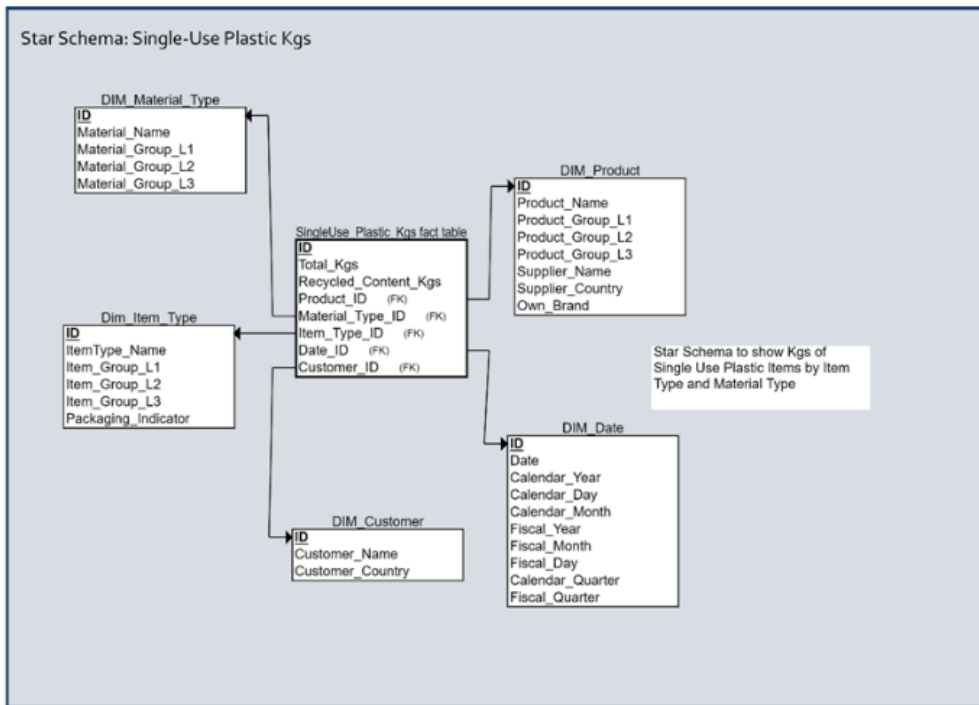 Star Schema: Single-Use Plastic Kgs
DIM_Material_Type
ID
Material_Name
Material_Group_L1
Material_Group_L2
Material_Group_L3
DIM_Product
ID
Product_Name
Product_Group_L1
Product_Group_L2
Product_Group_L3
Supplier_Name
Supplier_Country
Own_Brand
SingleUse_Plastic_Kgs fact table
ID
Total_Kgs
Recycled_Content_Kgs
Product_ID (FK)
Material_Type_ID (FK)
Item_Type_ID (FK)
Date_ID (FK)
Customer_ID (FK)
Dim_Item_Type
ID
ItemType_Name
Item_Group_L1
Item_Group_L2
Item_Group_L3
Packaging_Indicator
Star Schema to show Kgs of
Single Use Plastic Items by Item
Type and Material Type
DIM_Date
ID
Date
Calendar_Year
Calendar_Day
Calendar_Month
Fiscal_Year
Fiscal_Month
Fiscal_Day
Calendar_Quarter
Fiscal_Quarter
DIM_Customer
ID
Customer_Name
Customer_Country